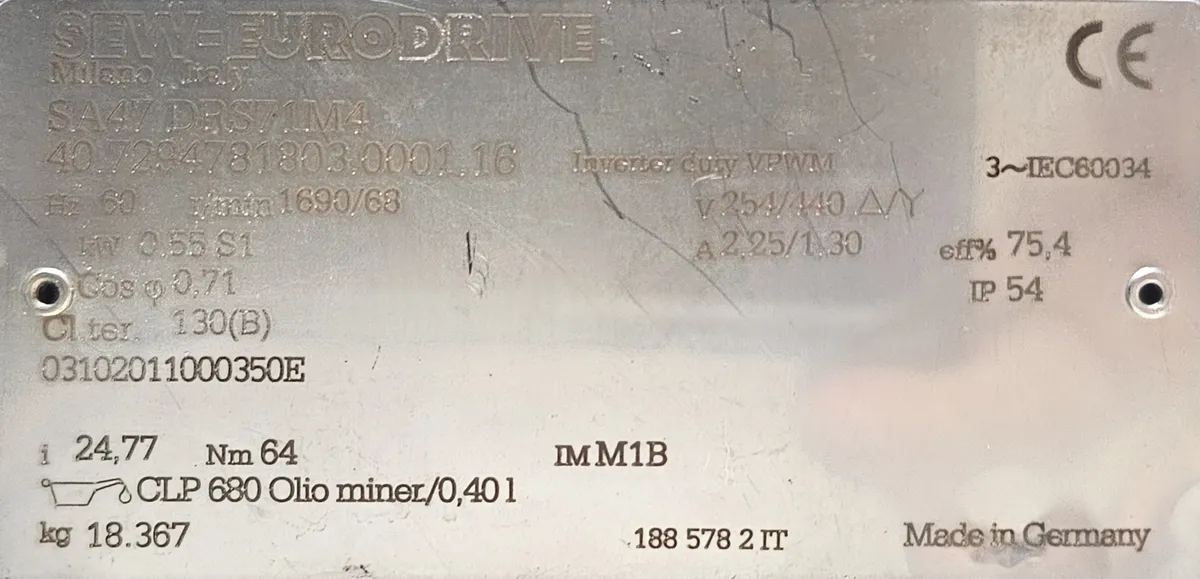 SEW-EURODRIVE CE
Milano / Italy
SA47 DRS71M4
40.7294781803.0001.16 Inverter duty VPWM 3~IEC60034
Hz 60 r/min 1690/68 V 254/440 Δ/Y
kW 0.55 S1 A 2,25/1,30 eff% 75,4
Cos φ 0,71 IP 54
Cl.ter. 130(B)
03102011000350E
i 24,77 Nm 64 IM M1B
CLP 680 Olio miner./0,40 l
kg 18.367 188 578 2 IT Made in Germany